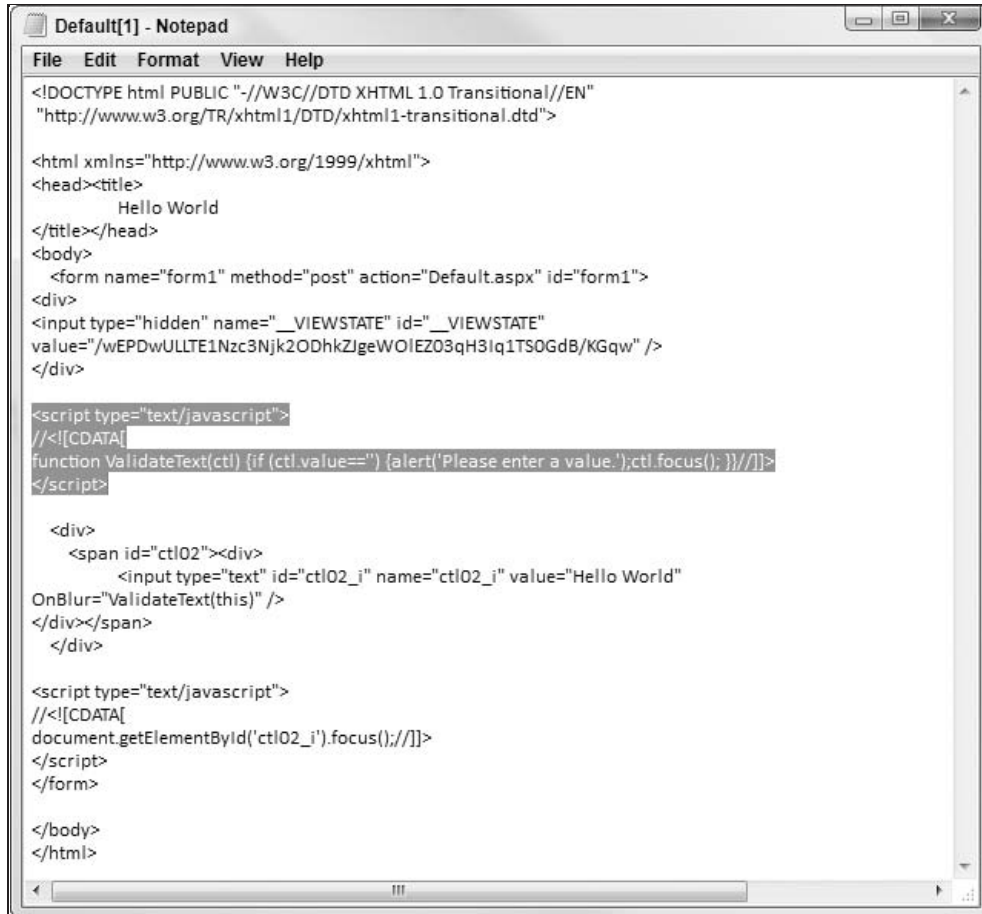 Default[1] - Notepad
File Edit Format View Help
<!DOCTYPE html PUBLIC "-//W3C//DTD XHTML 1.0 Transitional//EN"
"http://www.w3.org/TR/xhtml1/DTD/xhtml1-transitional.dtd">
<html xmlns="http://www.w3.org/1999/xhtml">
<head><title>
Hello World
</title></head>
<body>
<form name="form1" method="post" action="Default.aspx" id="form1">
<div>
<input type="hidden" name="__VIEWSTATE" id="__VIEWSTATE"
value="/wEPDwULLTE1Nzc3Njk2ODhkZJgeWOlEZ03qH3Iq1TS0GdB/KGqw" />
</div>
<script type="text/javascript">
//<![CDATA[
function ValidateText(ctl) {if (ctl.value=='') {alert('Please enter a value.');ctl.focus(); }}//]]>
</script>
<div>
<span id="ctl02"><div>
<input type="text" id="ctl02_i" name="ctl02_i" value="Hello World"
OnBlur="ValidateText(this)" />
</div></span>
</div>
<script type="text/javascript">
//<![CDATA[
document.getElementById('ctl02_i').focus();//]]>
</script>
</form>
</body>
</html>